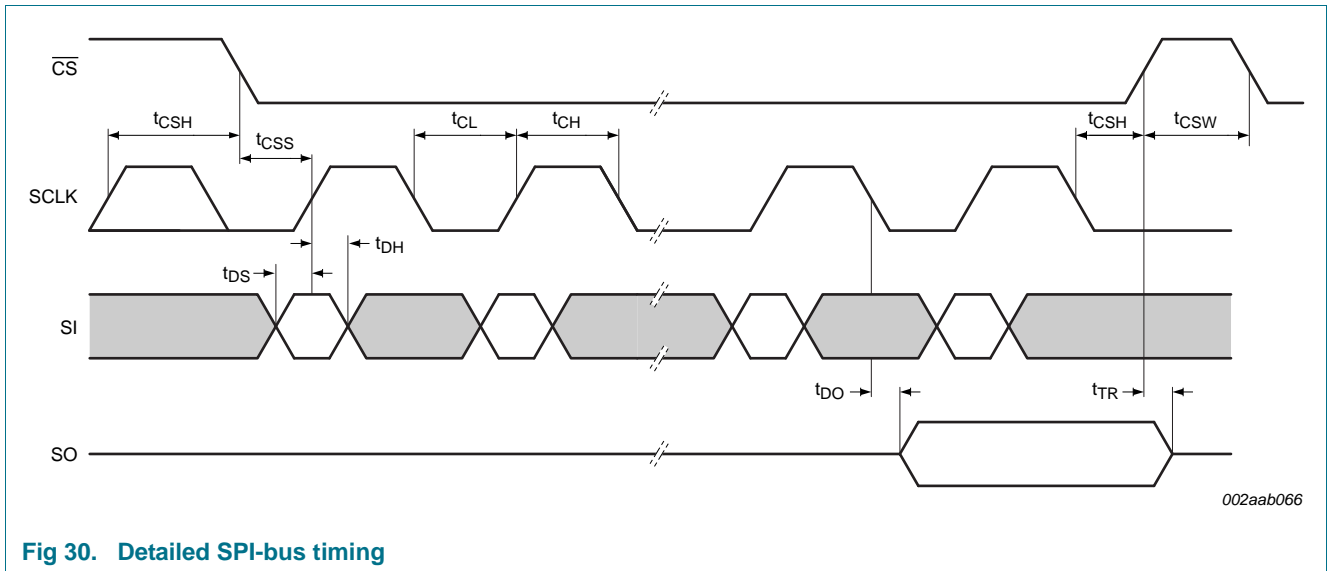 CS
tCSH
tCSS
tCL
tCH
tCSH
tCSW
SCLK
tDH
tDS
SI
tDO
tTR
SO
002aab066
Fig 30. Detailed SPI-bus timing